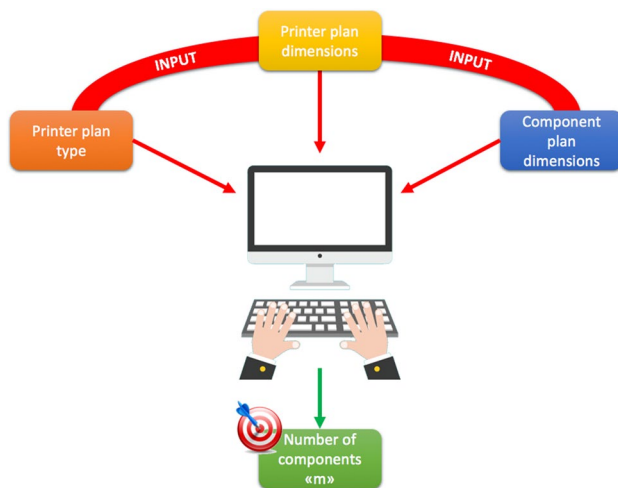 Printer plan
dimensions
INPUT
INPUT
Printer plan
type
Component
plan
dimensions
Number of
components
«m»